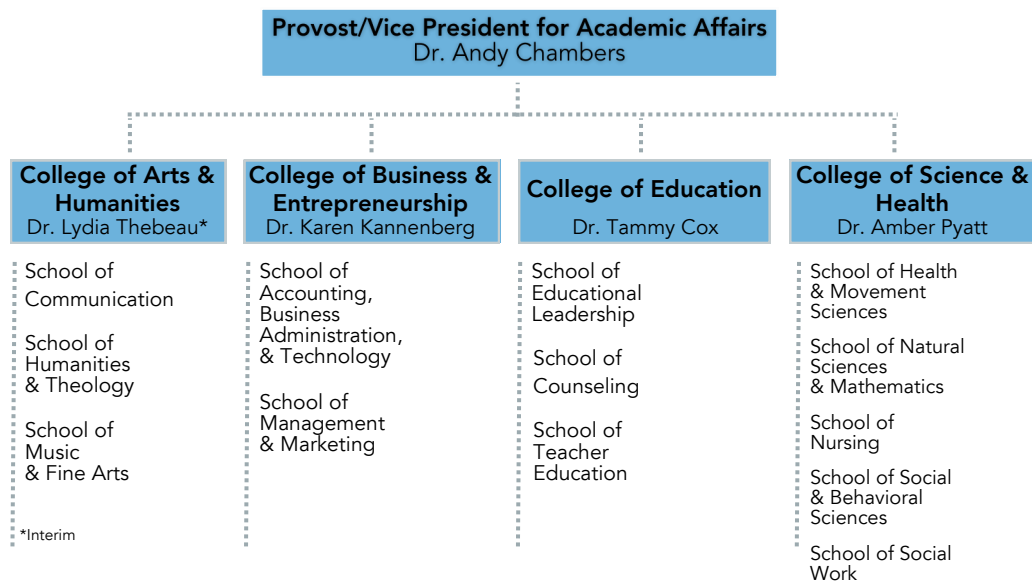 Provost/Vice President for Academic Affairs
Dr. Andy Chambers
College of Arts &
Humanities
Dr. Lydia Thebeau*
School of
Communication
School of
Humanities
& Theology
School of
Music
& Fine Arts
*Interim
College of Business &
Entrepreneurship
Dr. Karen Kannenberg
School of
Accounting,
Business
Administration,
& Technology
School of
Management
& Marketing
College of Education
Dr. Tammy Cox
School of
Educational
Leadership
School of
Counseling
School of
Teacher
Education
College of Science &
Health
Dr. Amber Pyatt
School of Health
& Movement
Sciences
School of Natural
Sciences
& Mathematics
School of
Nursing
School of Social
& Behavioral
Sciences
School of Social
Work